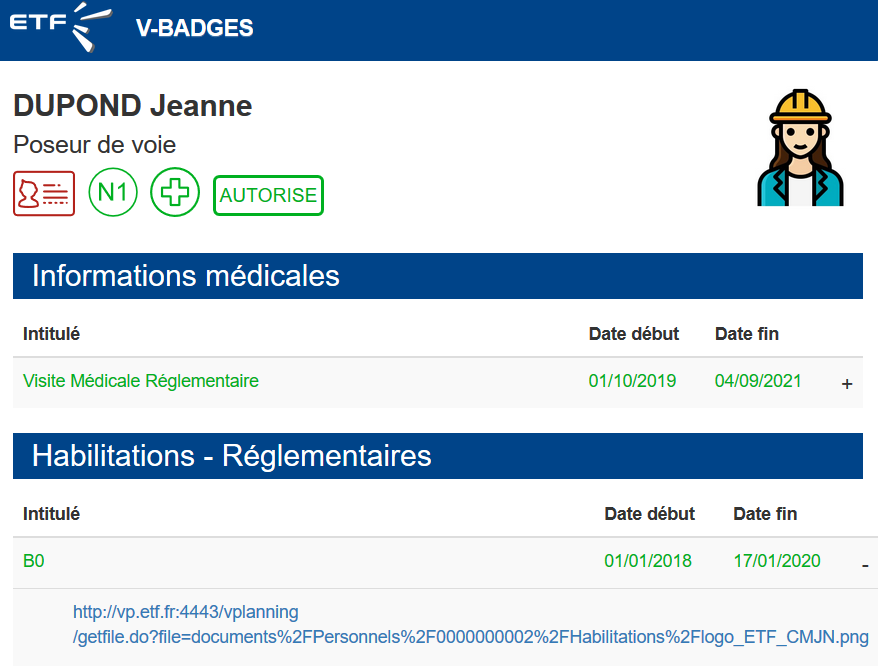 ETF V-BADGES
DUPOND Jeanne
Poseur de voie
N1 AUTORISE
Informations médicales
Intitulé Date début Date fin
Visite Médicale Réglementaire 01/10/2019 04/09/2021 +
Habilitations - Réglementaires
Intitulé Date début Date fin
B0 01/01/2018 17/01/2020 -
http://vp.etf.fr:4443/vplanning
/getfile.do?file=documents%2FPersonnels%2F0000000002%2FHabilitations%2Flogo_ETF_CMJN.png